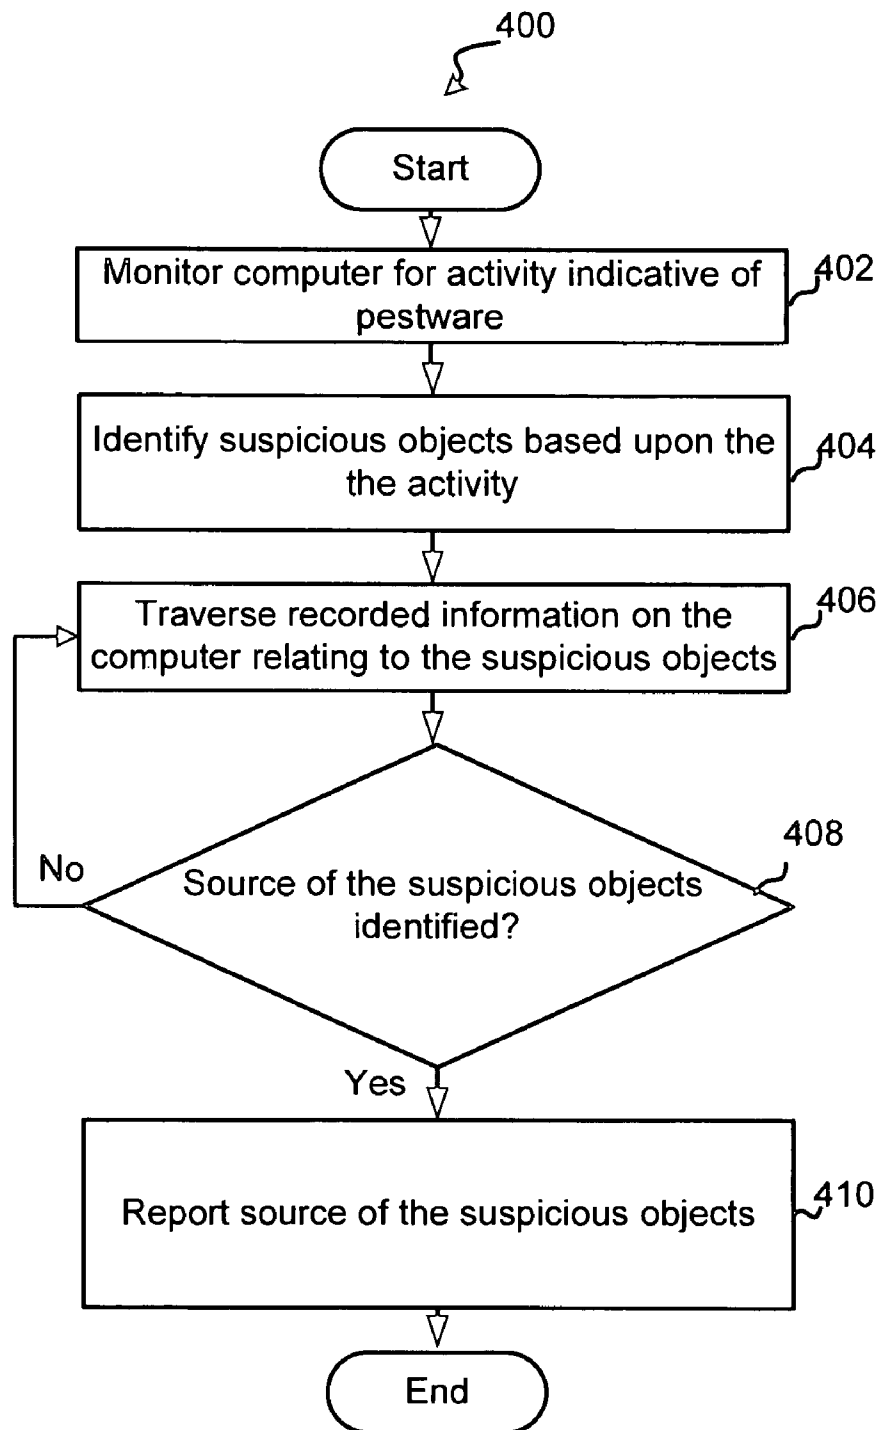 400
Start
Monitor computer for activity indicative of
pestware
402
Identify suspicious objects based upon the
the activity
404
Traverse recorded information on the
computer relating to the suspicious objects
406
408
No
Source of the suspicious objects
identified?
Yes
Report source of the suspicious objects
410
End